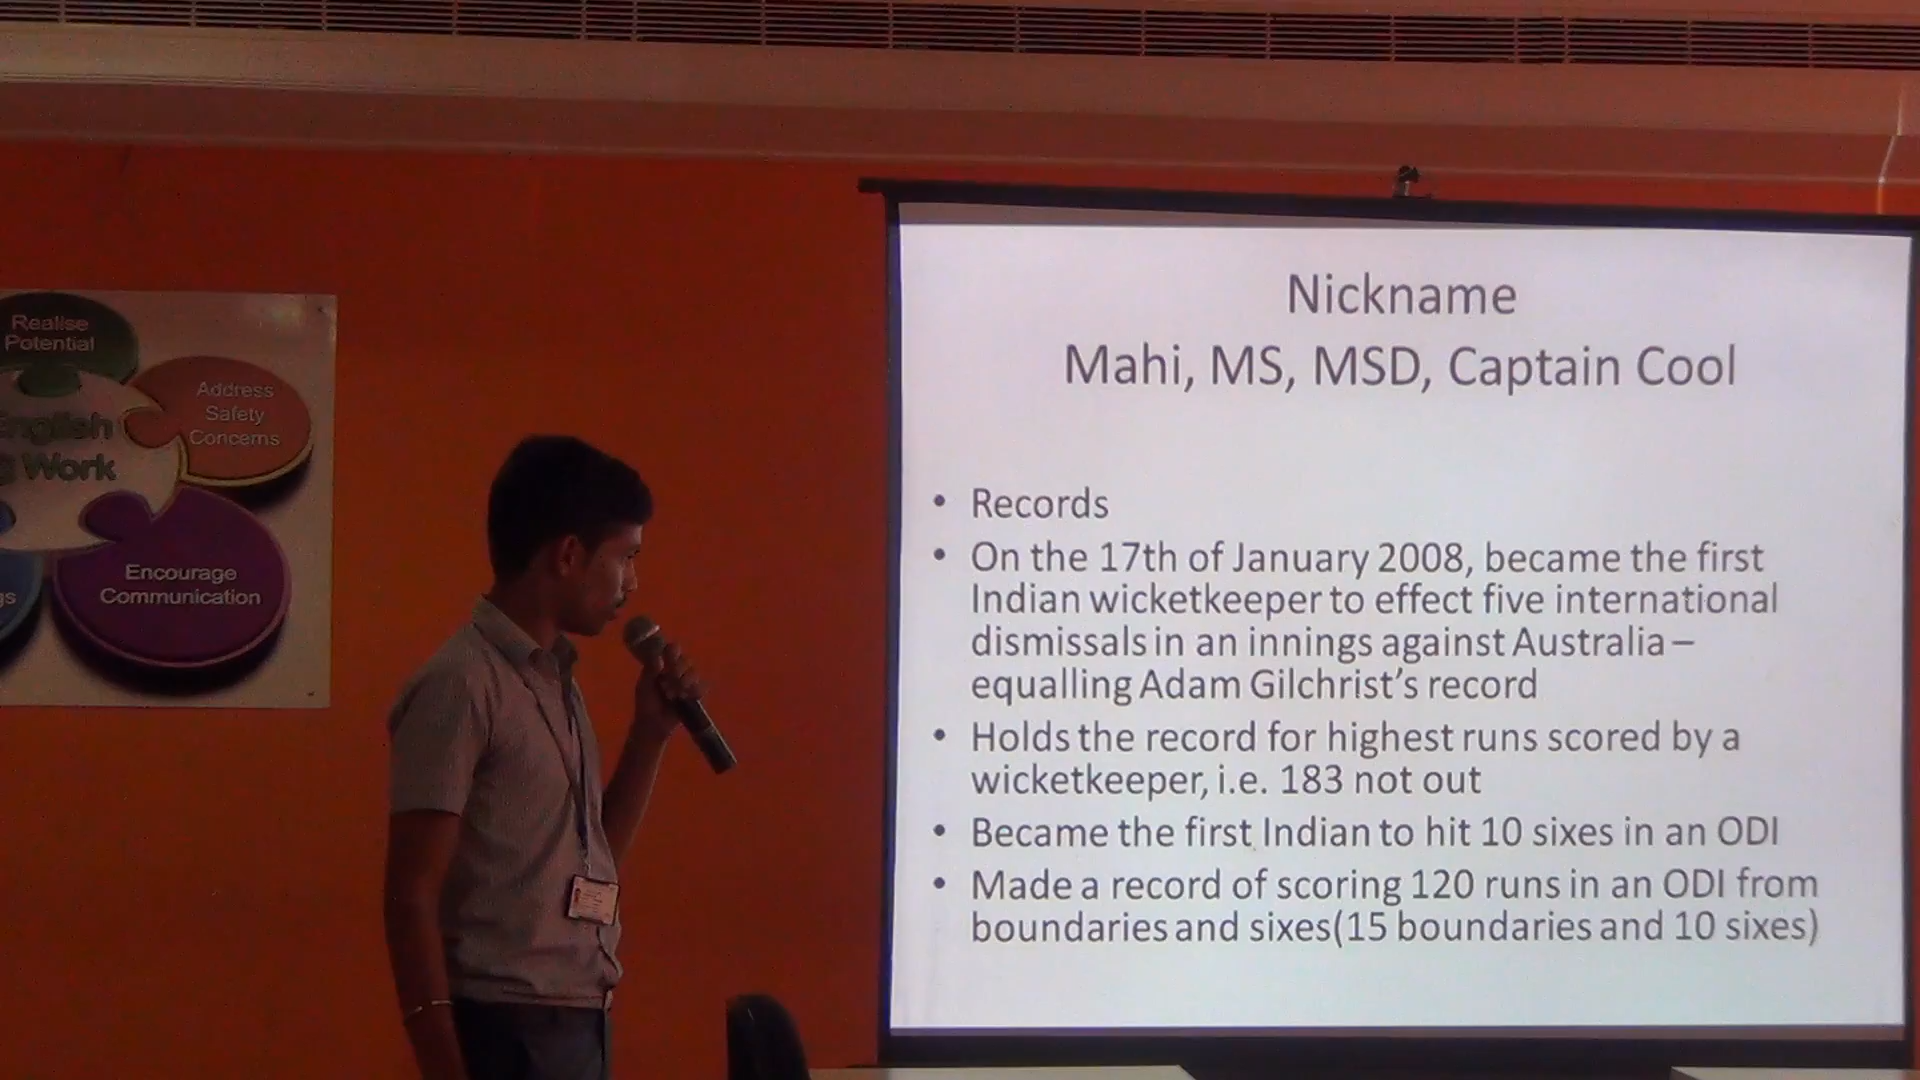 Realise
Potential
Address
Safety
Concerns
English
Work
Encourage
Communication
Nickname
Mahi, MS, MSD, Captain Cool
• Records
• On the 17th of January 2008, became the first
Indian wicketkeeper to effect five international
dismissals in an innings against Australia –
equalling Adam Gilchrist's record
• Holds the record for highest runs scored by a
wicketkeeper, i.e. 183 not out
• Became the first Indian to hit 10 sixes in an ODI
• Made a record of scoring 120 runs in an ODI from
boundaries and sixes(15 boundaries and 10 sixes)